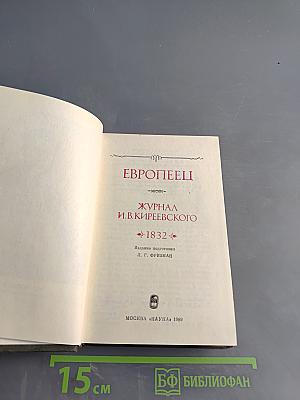 ЕВРОПЕЕЦ
ЖУРНАЛ
И.В.КИРЕЕВСКОГО
1832
Издание подготовил
Л. Г. ФРИЗМАН
МОСКВА «НАУКА» 1989
15 см
БФ БИБЛИОФАН